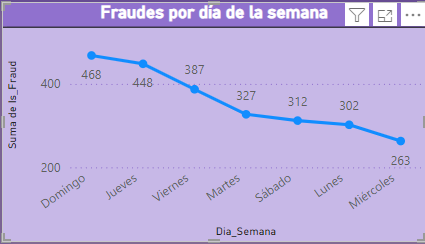 Fraudes por día de la semana
Suma de Is_Fraud
400
200
468
448
387
327
312
302
263
Domingo
Jueves
Viernes
Martes
Sábado
Lunes
Miércoles
Dia_Semana